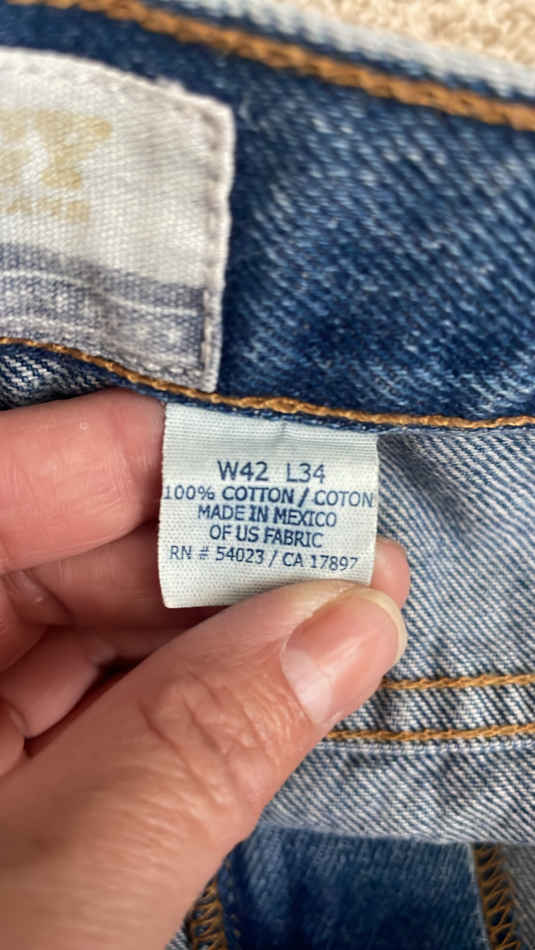 W42 L34
100% COTTON / COTON
MADE IN MEXICO
OF US FABRIC
RN # 54023 / CA 17897